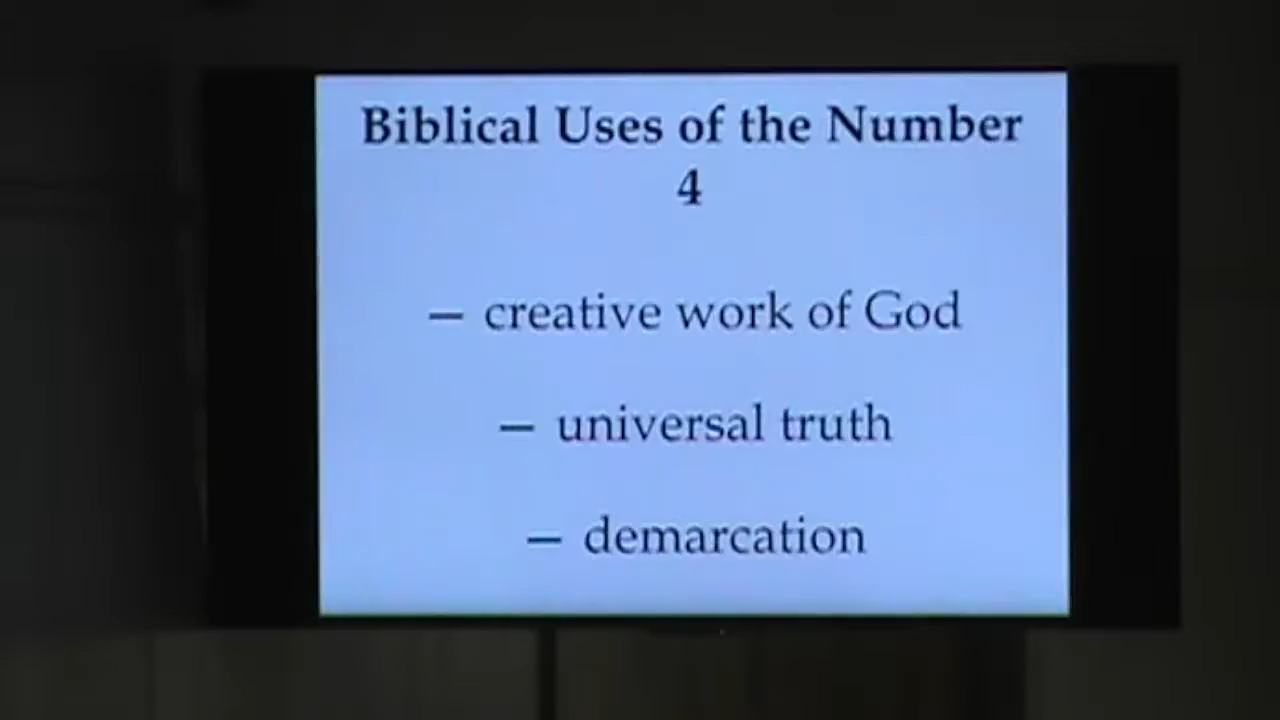 Biblical Uses of the Number
4
– creative work of God
– universal truth
– demarcation